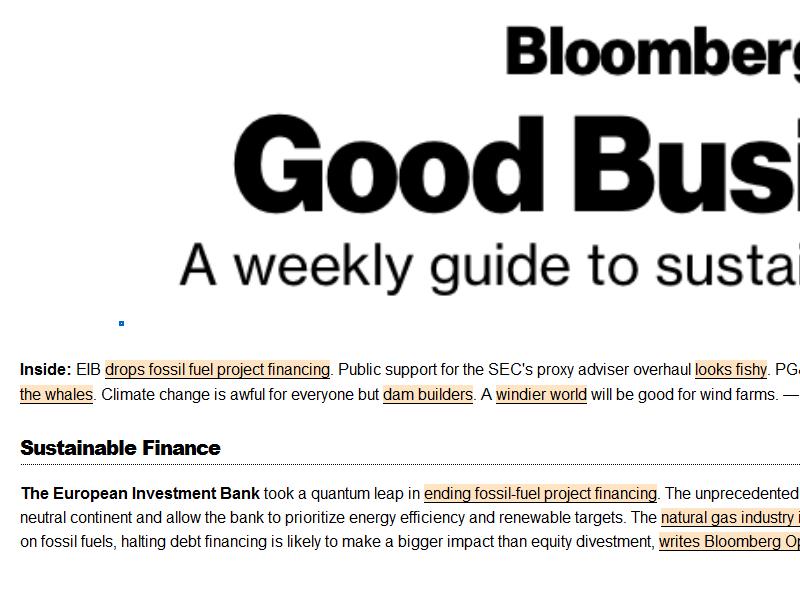 Bloomberg
Good Busi
A weekly guide to sustai
Inside: EIB drops fossil fuel project financing. Public support for the SEC's proxy adviser overhaul looks fishy. PG&
the whales. Climate change is awful for everyone but dam builders. A windier world will be good for wind farms. —
Sustainable Finance
The European Investment Bank took a quantum leap in ending fossil-fuel project financing. The unprecedented
neutral continent and allow the bank to prioritize energy efficiency and renewable targets. The natural gas industry i
on fossil fuels, halting debt financing is likely to make a bigger impact than equity divestment, writes Bloomberg Op